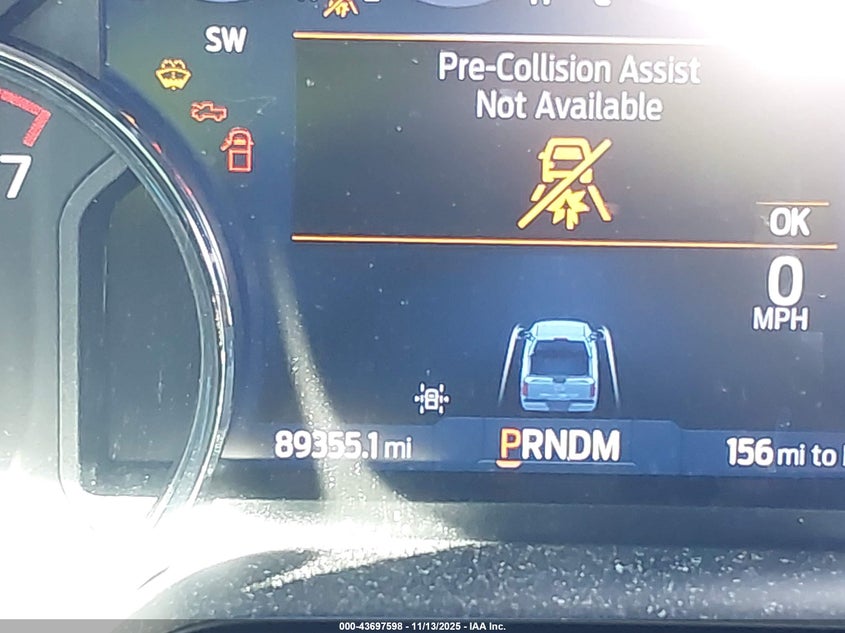 SW
Pre-Collision Assist
Not Available
7
OK
0
MPH
89355.1 mi
PRNDM
156 mi to
000-43697598 - 11/13/2025 - IAA Inc.